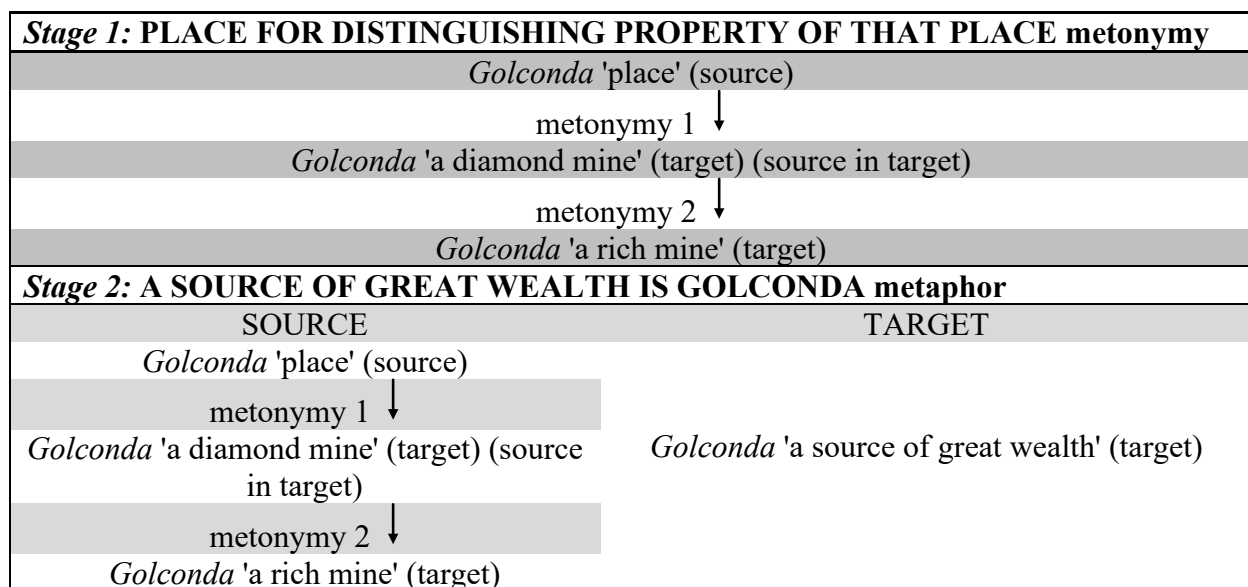 Stage 1: PLACE FOR DISTINGUISHING PROPERTY OF THAT PLACE metonymy
Golconda 'place' (source)
metonymy 1
Golconda 'a diamond mine' (target) (source in target)
metonymy 2
Golconda 'a rich mine' (target)
Stage 2: A SOURCE OF GREAT WEALTH IS GOLCONDA metaphor
SOURCE
TARGET
Golconda 'place' (source)
metonymy 1
Golconda 'a diamond mine' (target) (source
in target)
metonymy 2
Golconda 'a rich mine' (target)
Golconda 'a source of great wealth' (target)